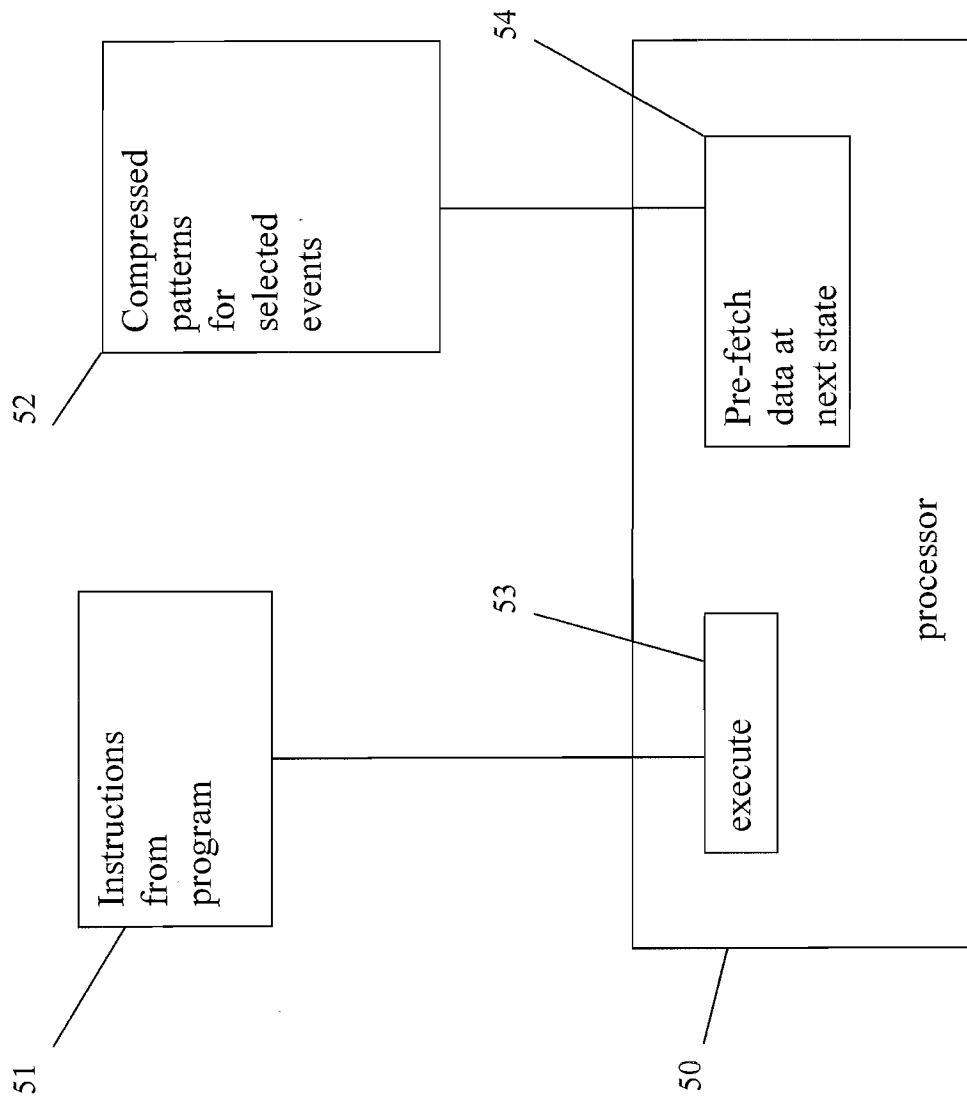 51
Instructions
from
program
52
Compressed
patterns
for
selected
events
53
execute
54
Pre-fetch
data at
next state
50
processor